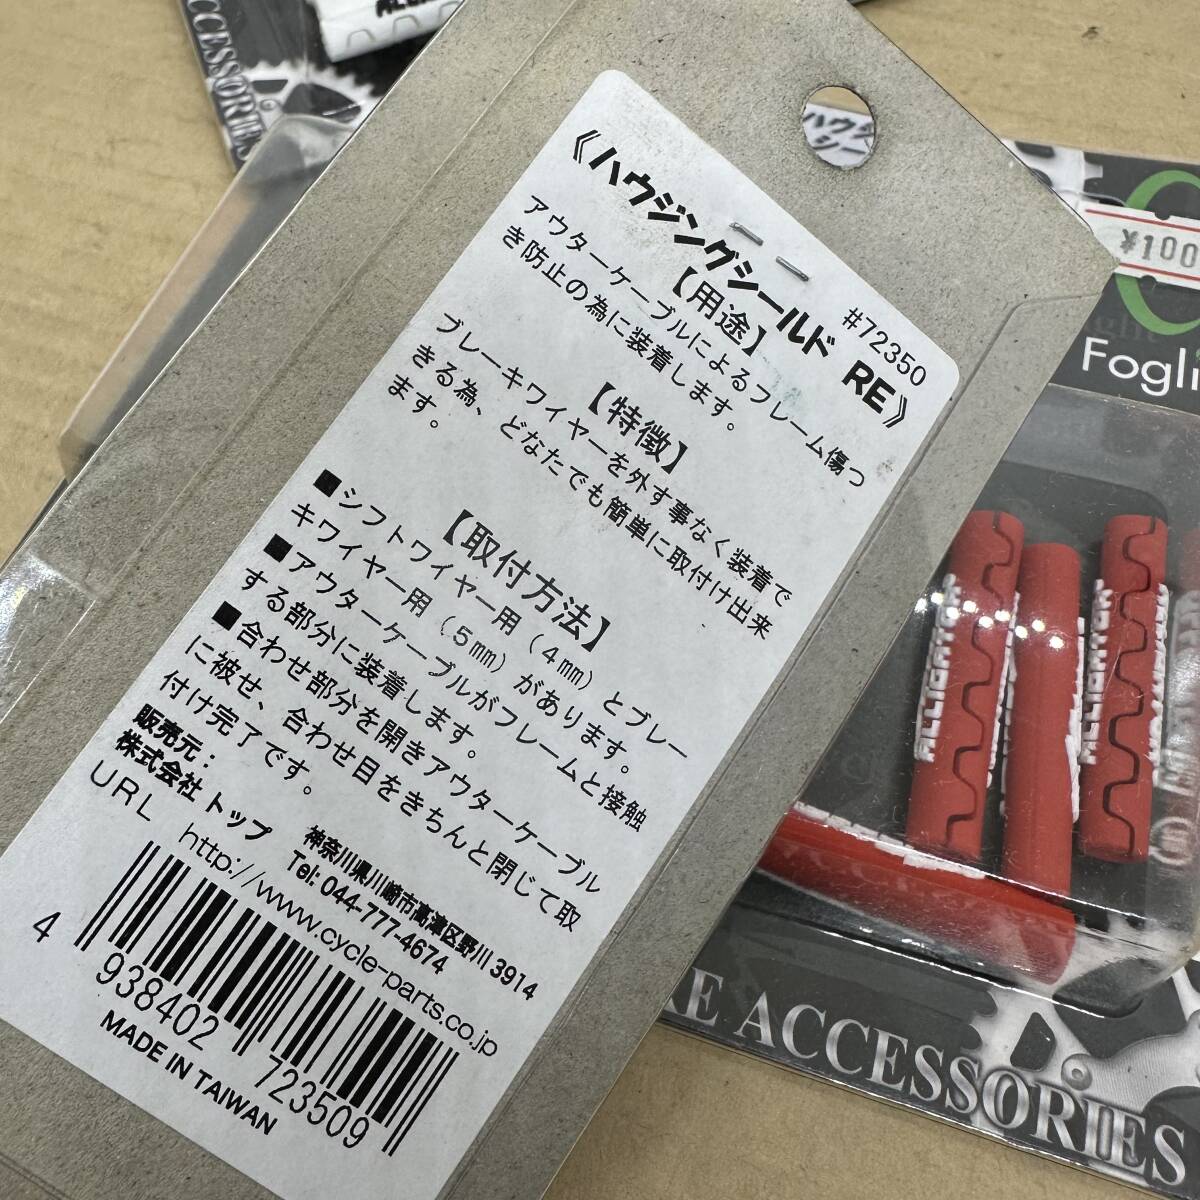 《ハウジングシールド RE》
#72350
【用途】
アウターケーブルによるフレーム傷つ
き防止の為に装着します。
【特徴】
ブレーキワイヤーを外す事なく装着で
きる為、どなたでも簡単に取付け出来
ます。
【取付方法】
■シフトワイヤー用（4㎜）とブレー
キワイヤー用（5㎜）があります。
■アウターケーブルがフレームと接触
する部分に装着します。
■合わせ部分を開きアウターケーブル
に被せ、合わせ目をきちんと閉じて取
付け完了です。
販売元：
株式会社 トップ 神奈川県川崎市高津区野川 3914
Tel: 044-777-4674
URL http://www.cycle-parts.co.jp
4 938402 723509
MADE IN TAIWAN
ハウジ
シー
¥100
Fogli
ALLIGATOR
ALLIGATOR
RE ACCESSORIES
ACCESSORIES